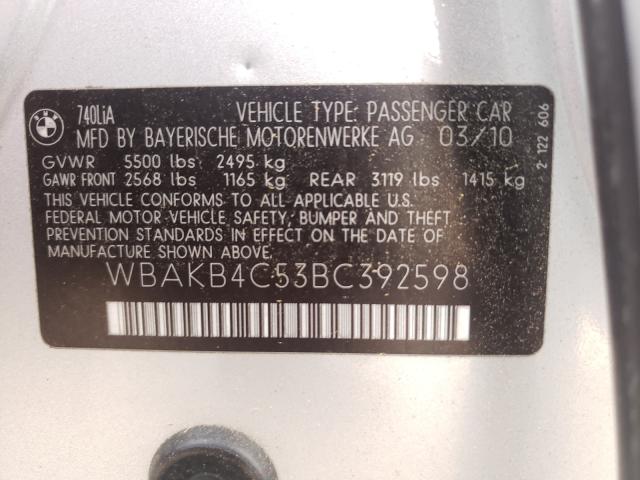 740LiA VEHICLE TYPE: PASSENGER CAR
MFD BY BAYERISCHE MOTORENWERKE AG 03/10
GVWR 5500 lbs 2495 kg
GAWR FRONT 2568 lbs 1165 kg REAR 3119 lbs 1415 kg
THIS VEHICLE CONFORMS TO ALL APPLICABLE U.S.
FEDERAL MOTOR VEHICLE SAFETY, BUMPER AND THEFT
PREVENTION STANDARDS IN EFFECT ON THE DATE OF
MANUFACTURE SHOWN ABOVE.
WBAKB4C53BC392598
2 122 606
BMW